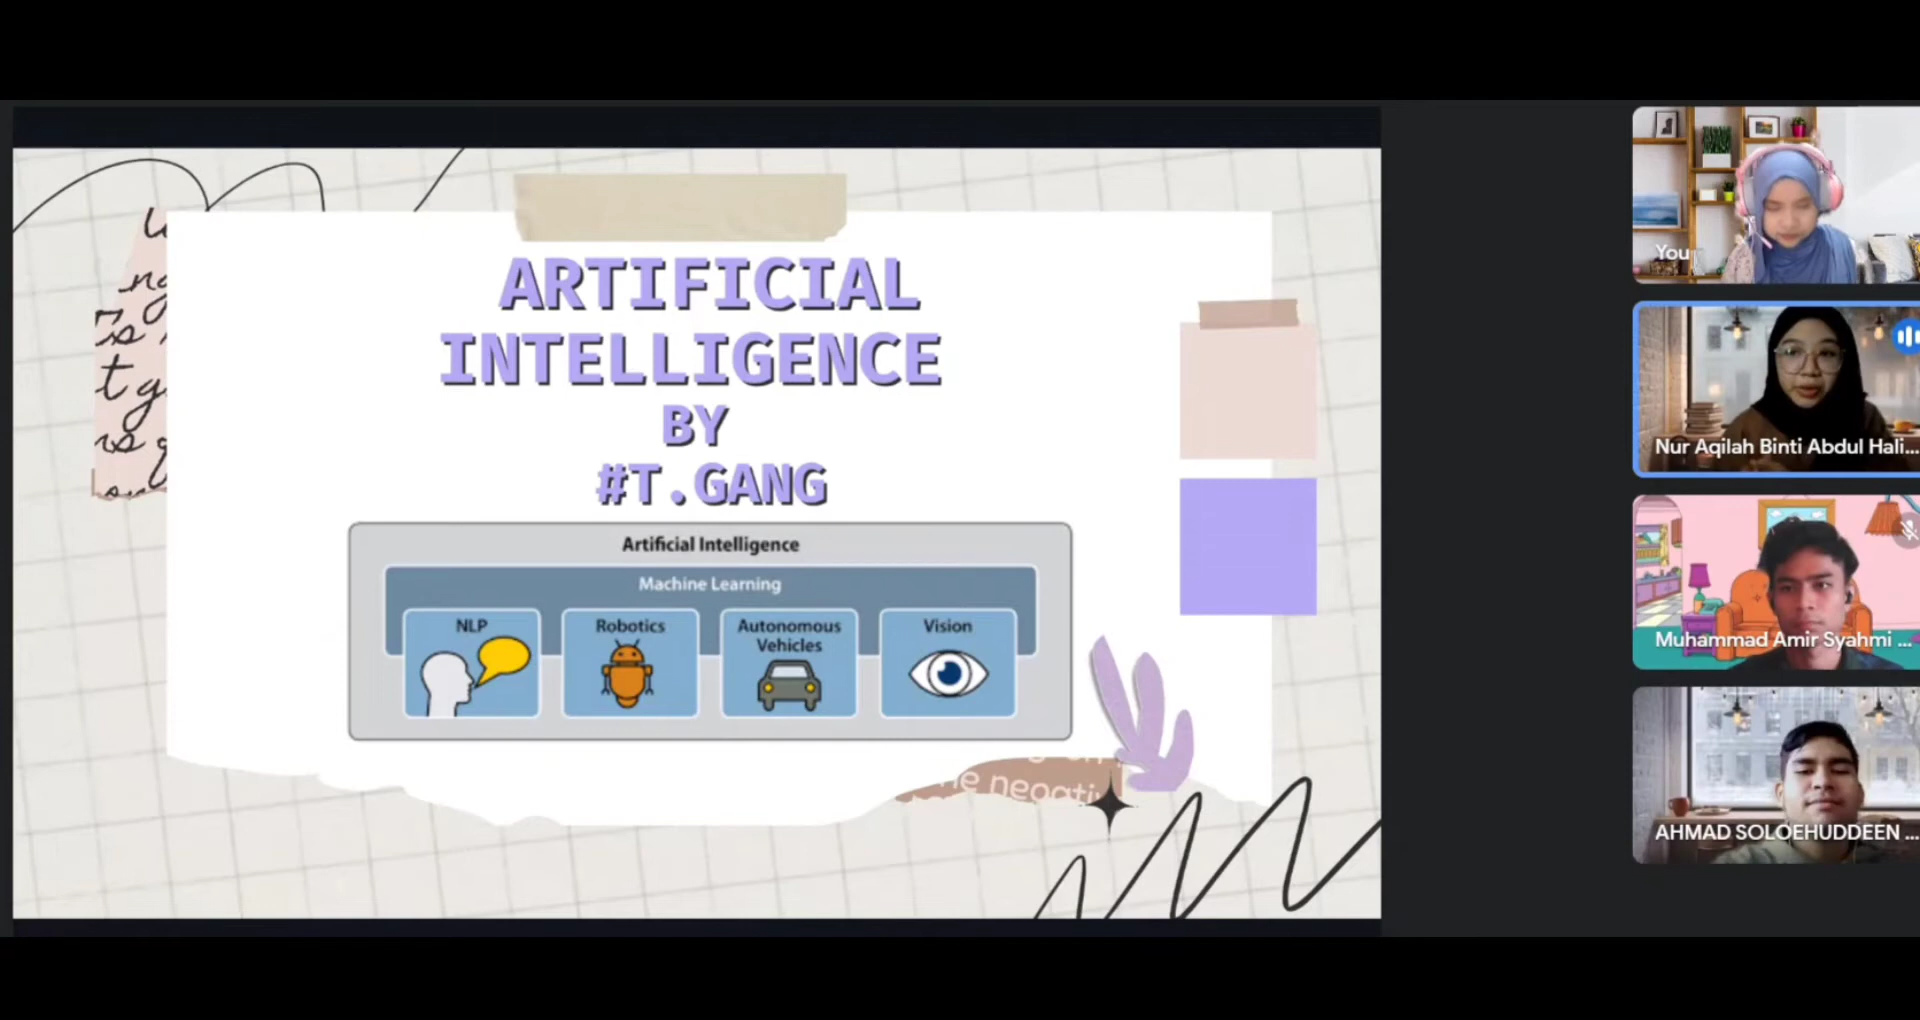 ARTIFICIAL
INTELLIGENCE
BY
#T.GANG
Artificial Intelligence
Machine Learning
NLP
Robotics
Autonomous
Vehicles
Vision
You
Nur Aqilah Binti Abdul Hali...
Muhammad Amir Syahmi ...
AHMAD SOLOEHUDDEEN ...